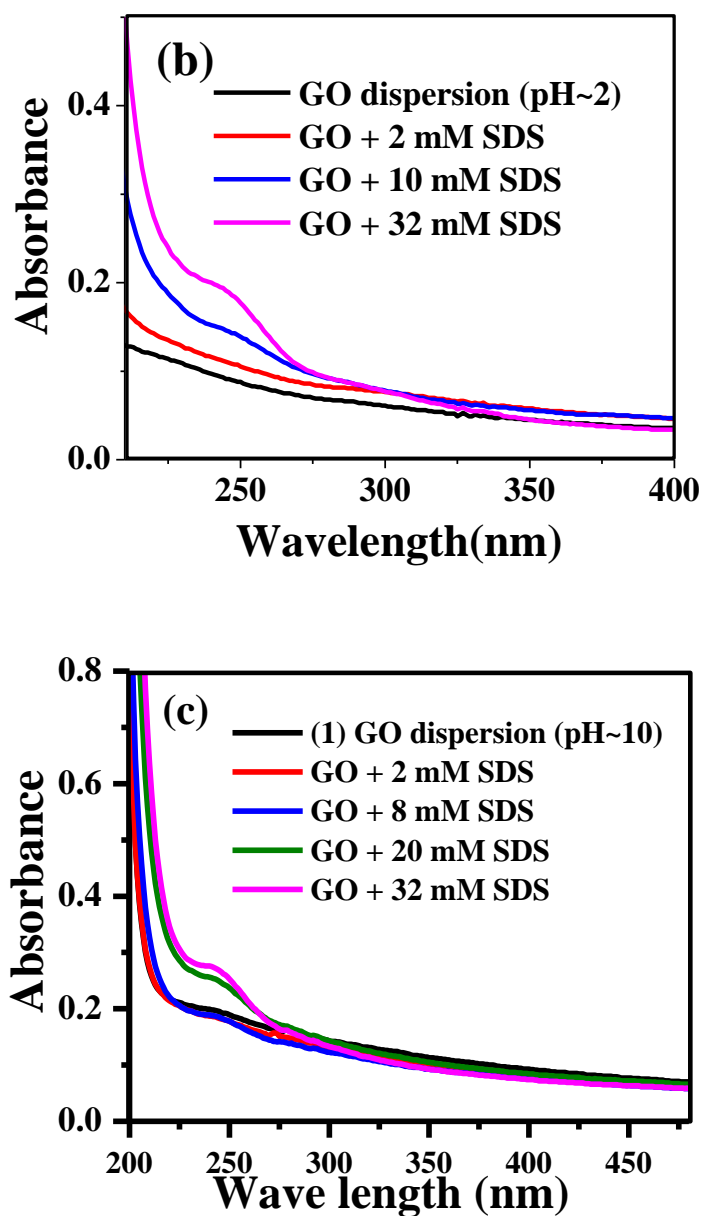 (b)
GO dispersion (pH~2)
GO + 2 mM SDS
GO + 10 mM SDS
GO + 32 mM SDS
Absorbance
0.4
0.2
0.0
250 300 350 400
Wavelength(nm)
(c)
(1) GO dispersion (pH~10)
GO + 2 mM SDS
GO + 8 mM SDS
GO + 20 mM SDS
GO + 32 mM SDS
Absorbance
0.8
0.6
0.4
0.2
0.0
200 250 300 350 400 450
Wave length (nm)